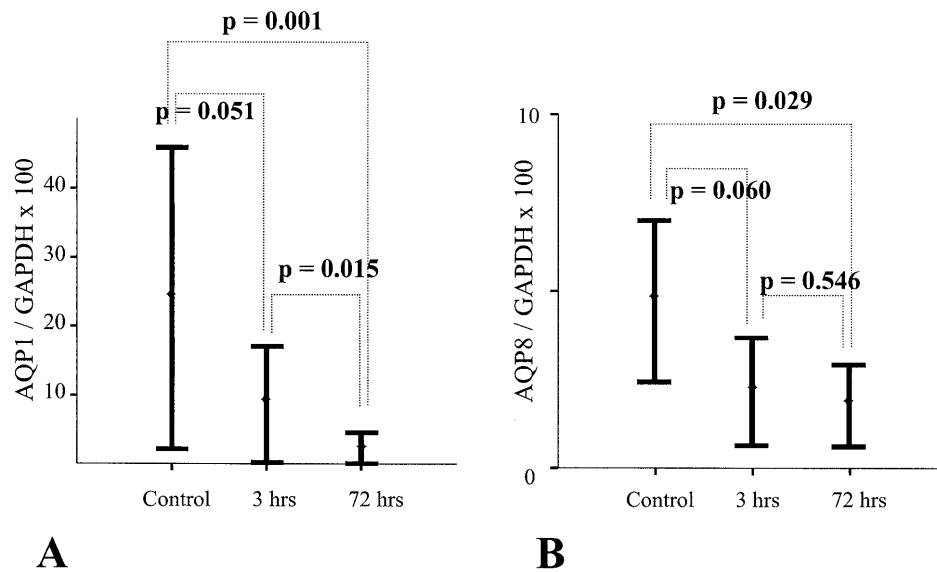 p = 0.001
p = 0.051
p = 0.015
AQP1 / GAPDH x 100
40
30
20
10
Control 3 hrs 72 hrs
A
p = 0.029
p = 0.060
p = 0.546
AQP8 / GAPDH x 100
10
0
Control 3 hrs 72 hrs
B